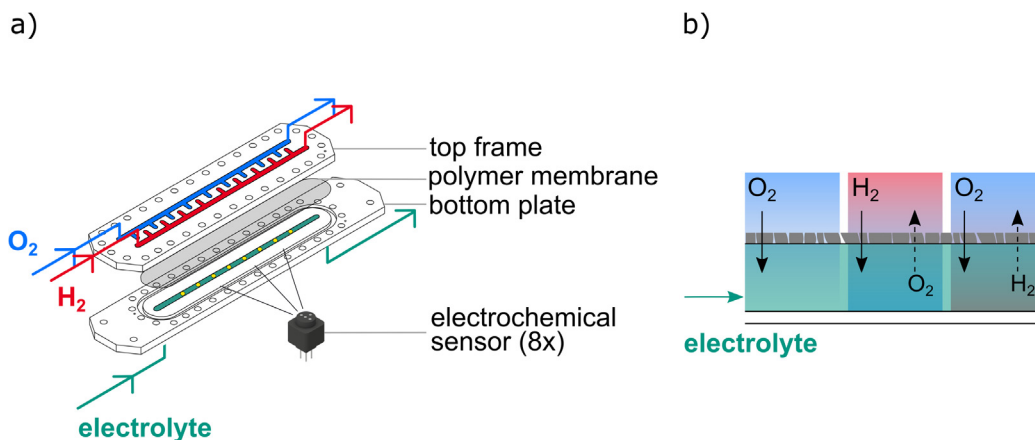 a)
top frame
polymer membrane
bottom plate
O₂
H₂
electrochemical
sensor (8x)
electrolyte
b)
O₂
H₂
O₂
O₂
H₂
electrolyte